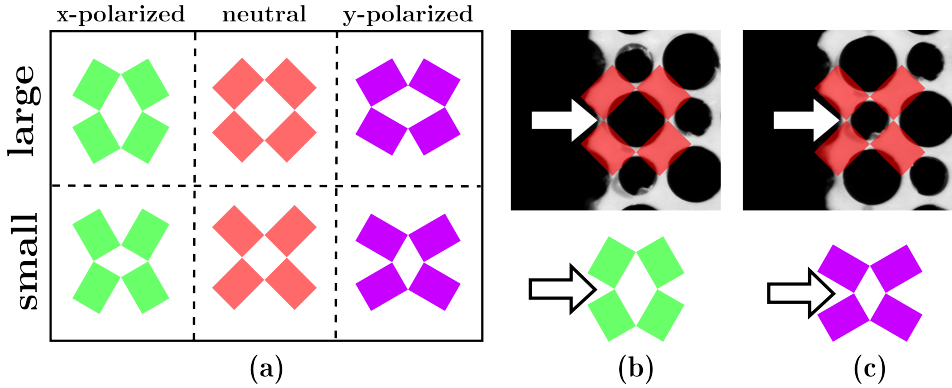 x-polarized neutral y-polarized
large
small
(a) (b) (c)